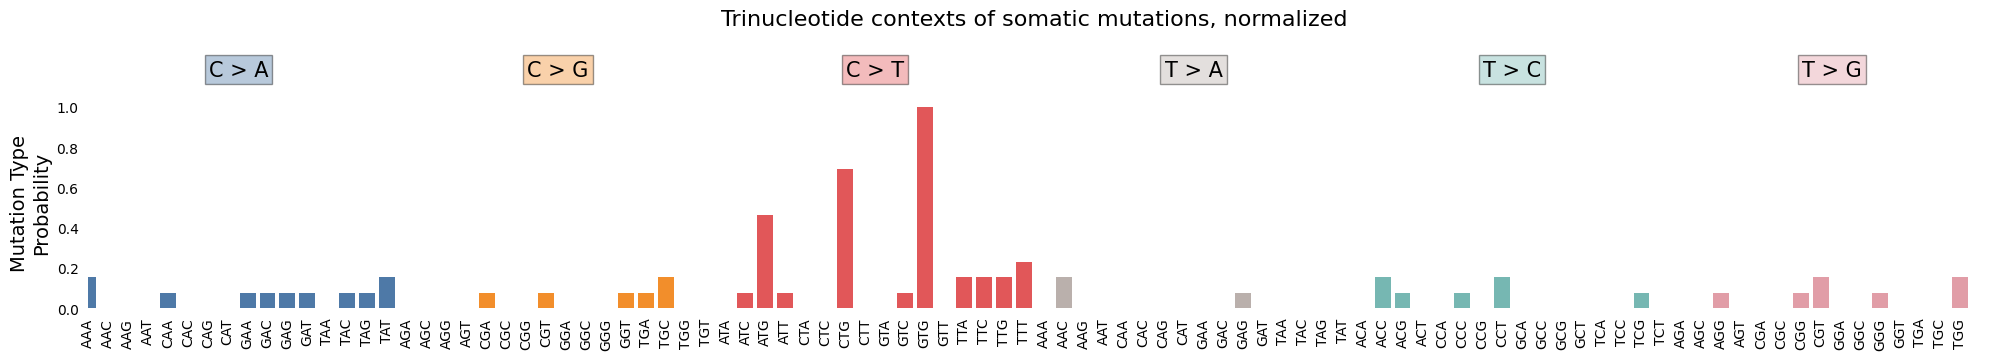 Trinucleotide contexts of somatic mutations, normalized
C > A
C > G
C > T
T > A
T > C
T > G
Mutation Type
Probability
1.0
0.8
0.6
0.4
0.2
0.0
AAA AAC AAG AAT CAA CAC CAG CAT GAA GAC GAG GAT TAA TAC TAG TAT AGA AGC AGG AGT CGA CGC CGG CGT GGA GGC GGG GGT TGA TGC TGG TGT ATA ATC ATG ATT CTA CTC CTG CTT GTA GTC GTG GTT TTA TTC TTG TTT AAA AAC AAG AAT CAA CAC CAG CAT GAA GAC GAG GAT TAA TAC TAG TAT ACA ACC ACG ACT CCA CCC CCG CCT GCA GCC GCG GCT TCA TCC TCG TCT AGA AGC AGG AGT CGA CGC CGG CGT GGA GGC GGG GGT TGA TGC TGG